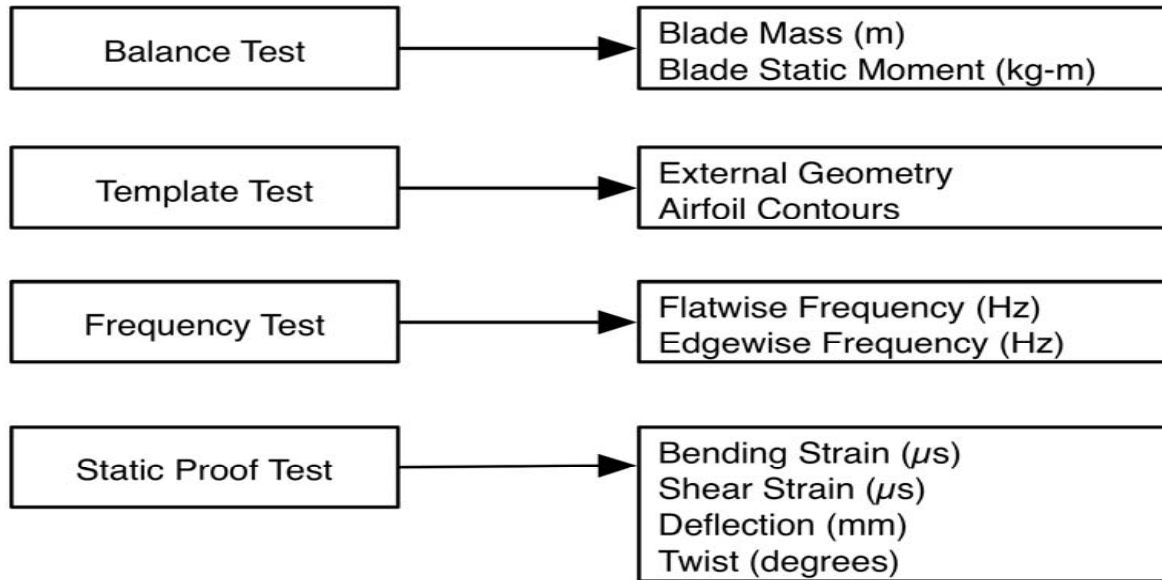 Balance Test
Blade Mass (m)
Blade Static Moment (kg-m)
Template Test
External Geometry
Airfoil Contours
Frequency Test
Flatwise Frequency (Hz)
Edgewise Frequency (Hz)
Static Proof Test
Bending Strain (µs)
Shear Strain (µs)
Deflection (mm)
Twist (degrees)